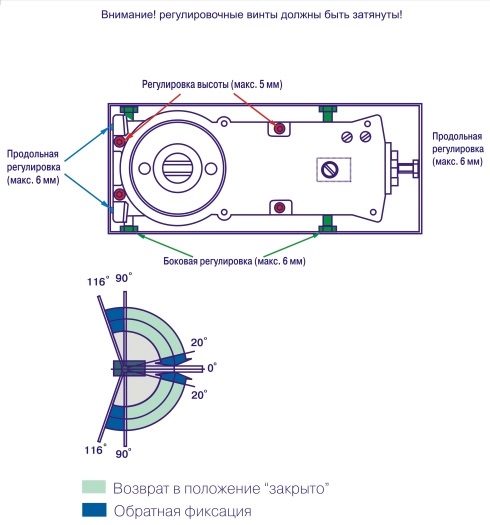 Внимание! регулировочные винты должны быть затянуты!
Регулировка высоты (макс. 5 мм)
Продольная
регулировка
(макс. 6 мм)
Продольная
регулировка
(макс. 6 мм)
Боковая регулировка (макс. 6 мм)
116° 90°
20°
0°
20°
116° 90°
Возврат в положение “закрыто”
Обратная фиксация